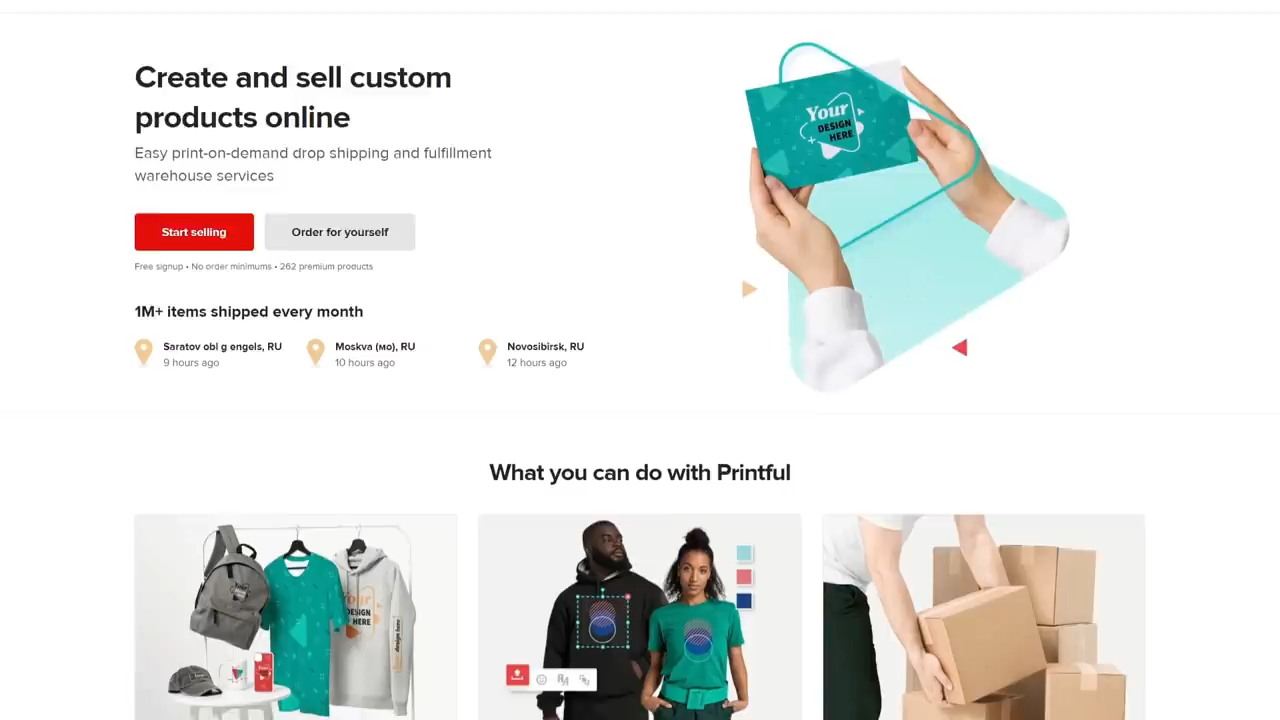 Create and sell custom
products online
Easy print-on-demand drop shipping and fulfillment
warehouse services
Start selling
Order for yourself
Free signup • No order minimums • 262 premium products
1M+ items shipped every month
Saratov obl g engels, RU
9 hours ago
Moskva (мо), RU
10 hours ago
Novosibirsk, RU
12 hours ago
Your
DESIGN
HERE
What you can do with Printful
Your
DESIGN
HERE